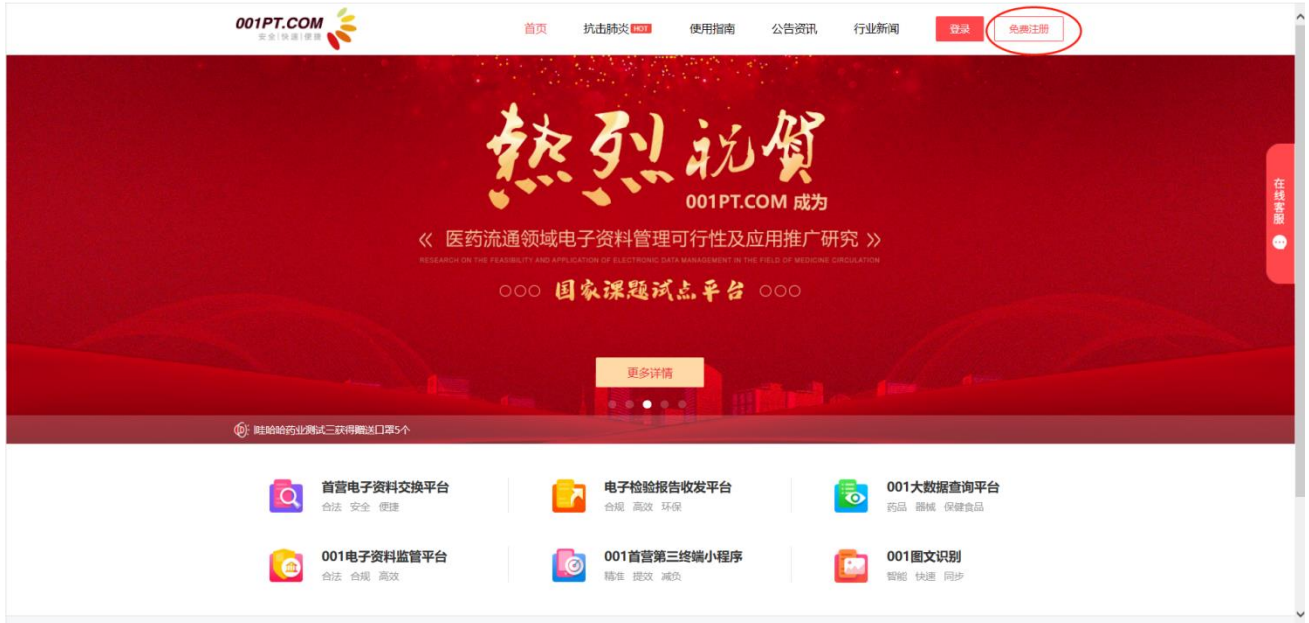 001PT.COM
安全|快速|便捷
首页 抗击肺炎 HOT 使用指南 公告资讯 行业新闻 登录 免费注册
熱烈祝賀
001PT.COM 成为
《 医药流通领域电子资料管理可行性及应用推广研究 》
RESEARCH ON THE FEASIBILITY AND APPLICATION OF ELECTRONIC DATA MANAGEMENT IN THE FIELD OF MEDICINE CIRCULATION
国家课题试点平台
更多详情
在线客服
哇哈哈药业测试三获得赠送口罩5个
首营电子资料交换平台
合法 安全 便捷
电子检验报告收发平台
合规 高效 环保
001大数据查询平台
药品 器械 保健食品
001电子资料监管平台
合法 合规 高效
001首营第三终端小程序
精准 提效 减负
001图文识别
智能 快速 同步